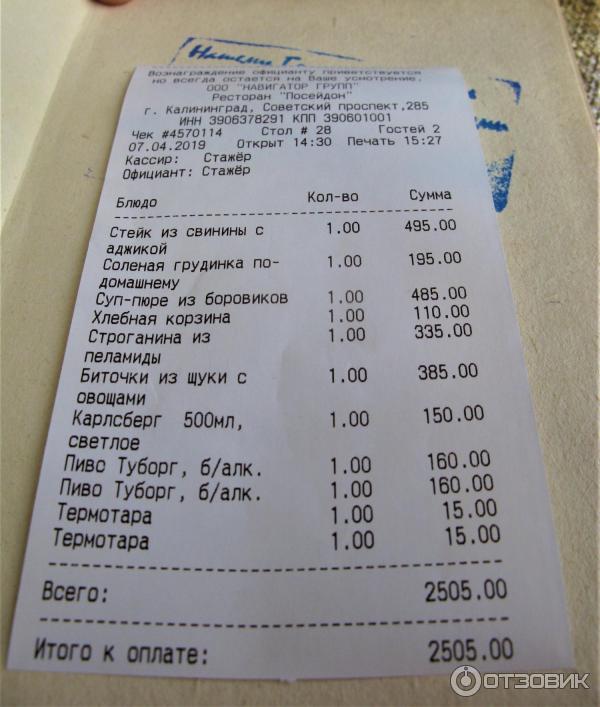 Нашему
Вознаграждение официанту приветствуется
но всегда остается на Ваше усмотрение.
ООО "НАВИГАТОР ГРУПП"
Ресторан "Посейдон"
г. Калининград, Советский проспект,285
ИНН 3906378291 КПП 390601001
Чек #4570114 Стол # 28 Гостей 2
07.04.2019 Открыт 14:30 Печать 15:27
Кассир: Стажёр
Официант: Стажёр
Блюдо Кол-во Сумма
Стейк из свинины с 1.00 495.00
аджикой
Соленая грудинка по- 1.00 195.00
домашнему
Суп-пюре из боровиков 1.00 485.00
Хлебная корзина 1.00 110.00
Строганина из 1.00 335.00
пеламиды
Биточки из щуки с 1.00 385.00
овощами
Карлсберг 500мл, 1.00 150.00
светлое
Пиво Туборг, б/алк. 1.00 160.00
Пиво Туборг, б/алк. 1.00 160.00
Термотара 1.00 15.00
Термотара 1.00 15.00
Всего: 2505.00
Итого к оплате: 2505.00
ОТЗОВИК